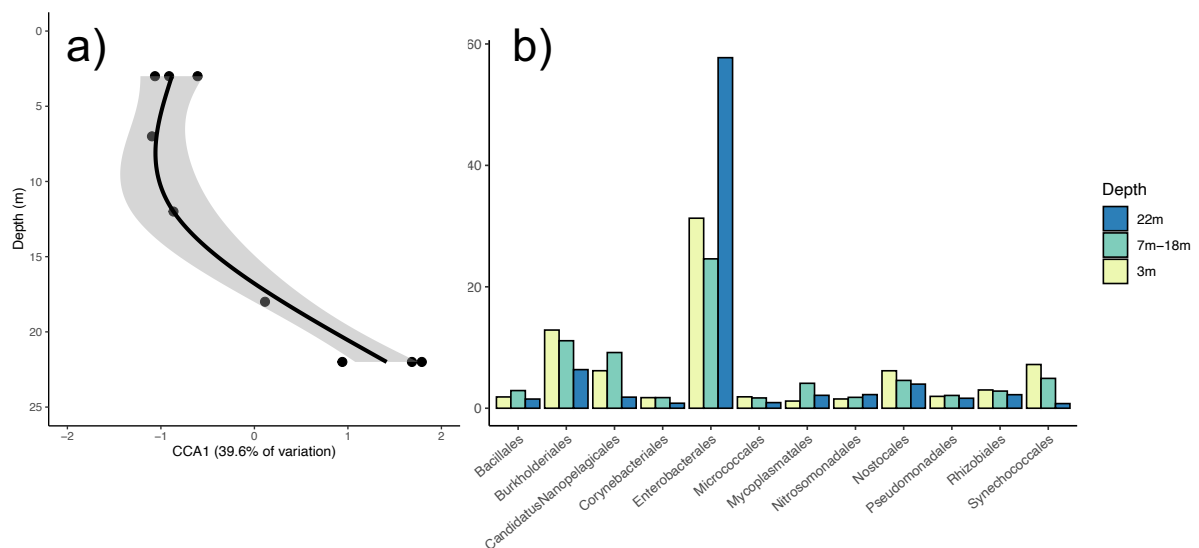 a)
0
5
10
15
20
25
Depth (m)
−2
−1
0
1
2
CCA1 (39.6% of variation)
b)
60
40
20
0
Bacillales
Burkholderiales
CandidatusNanopelagicales
Corynebacteriales
Enterobacterales
Micrococcales
Mycoplasmatales
Nitrosomonadales
Nostocales
Pseudomonadales
Rhizobiales
Synechococcales
Depth
22m
7m−18m
3m